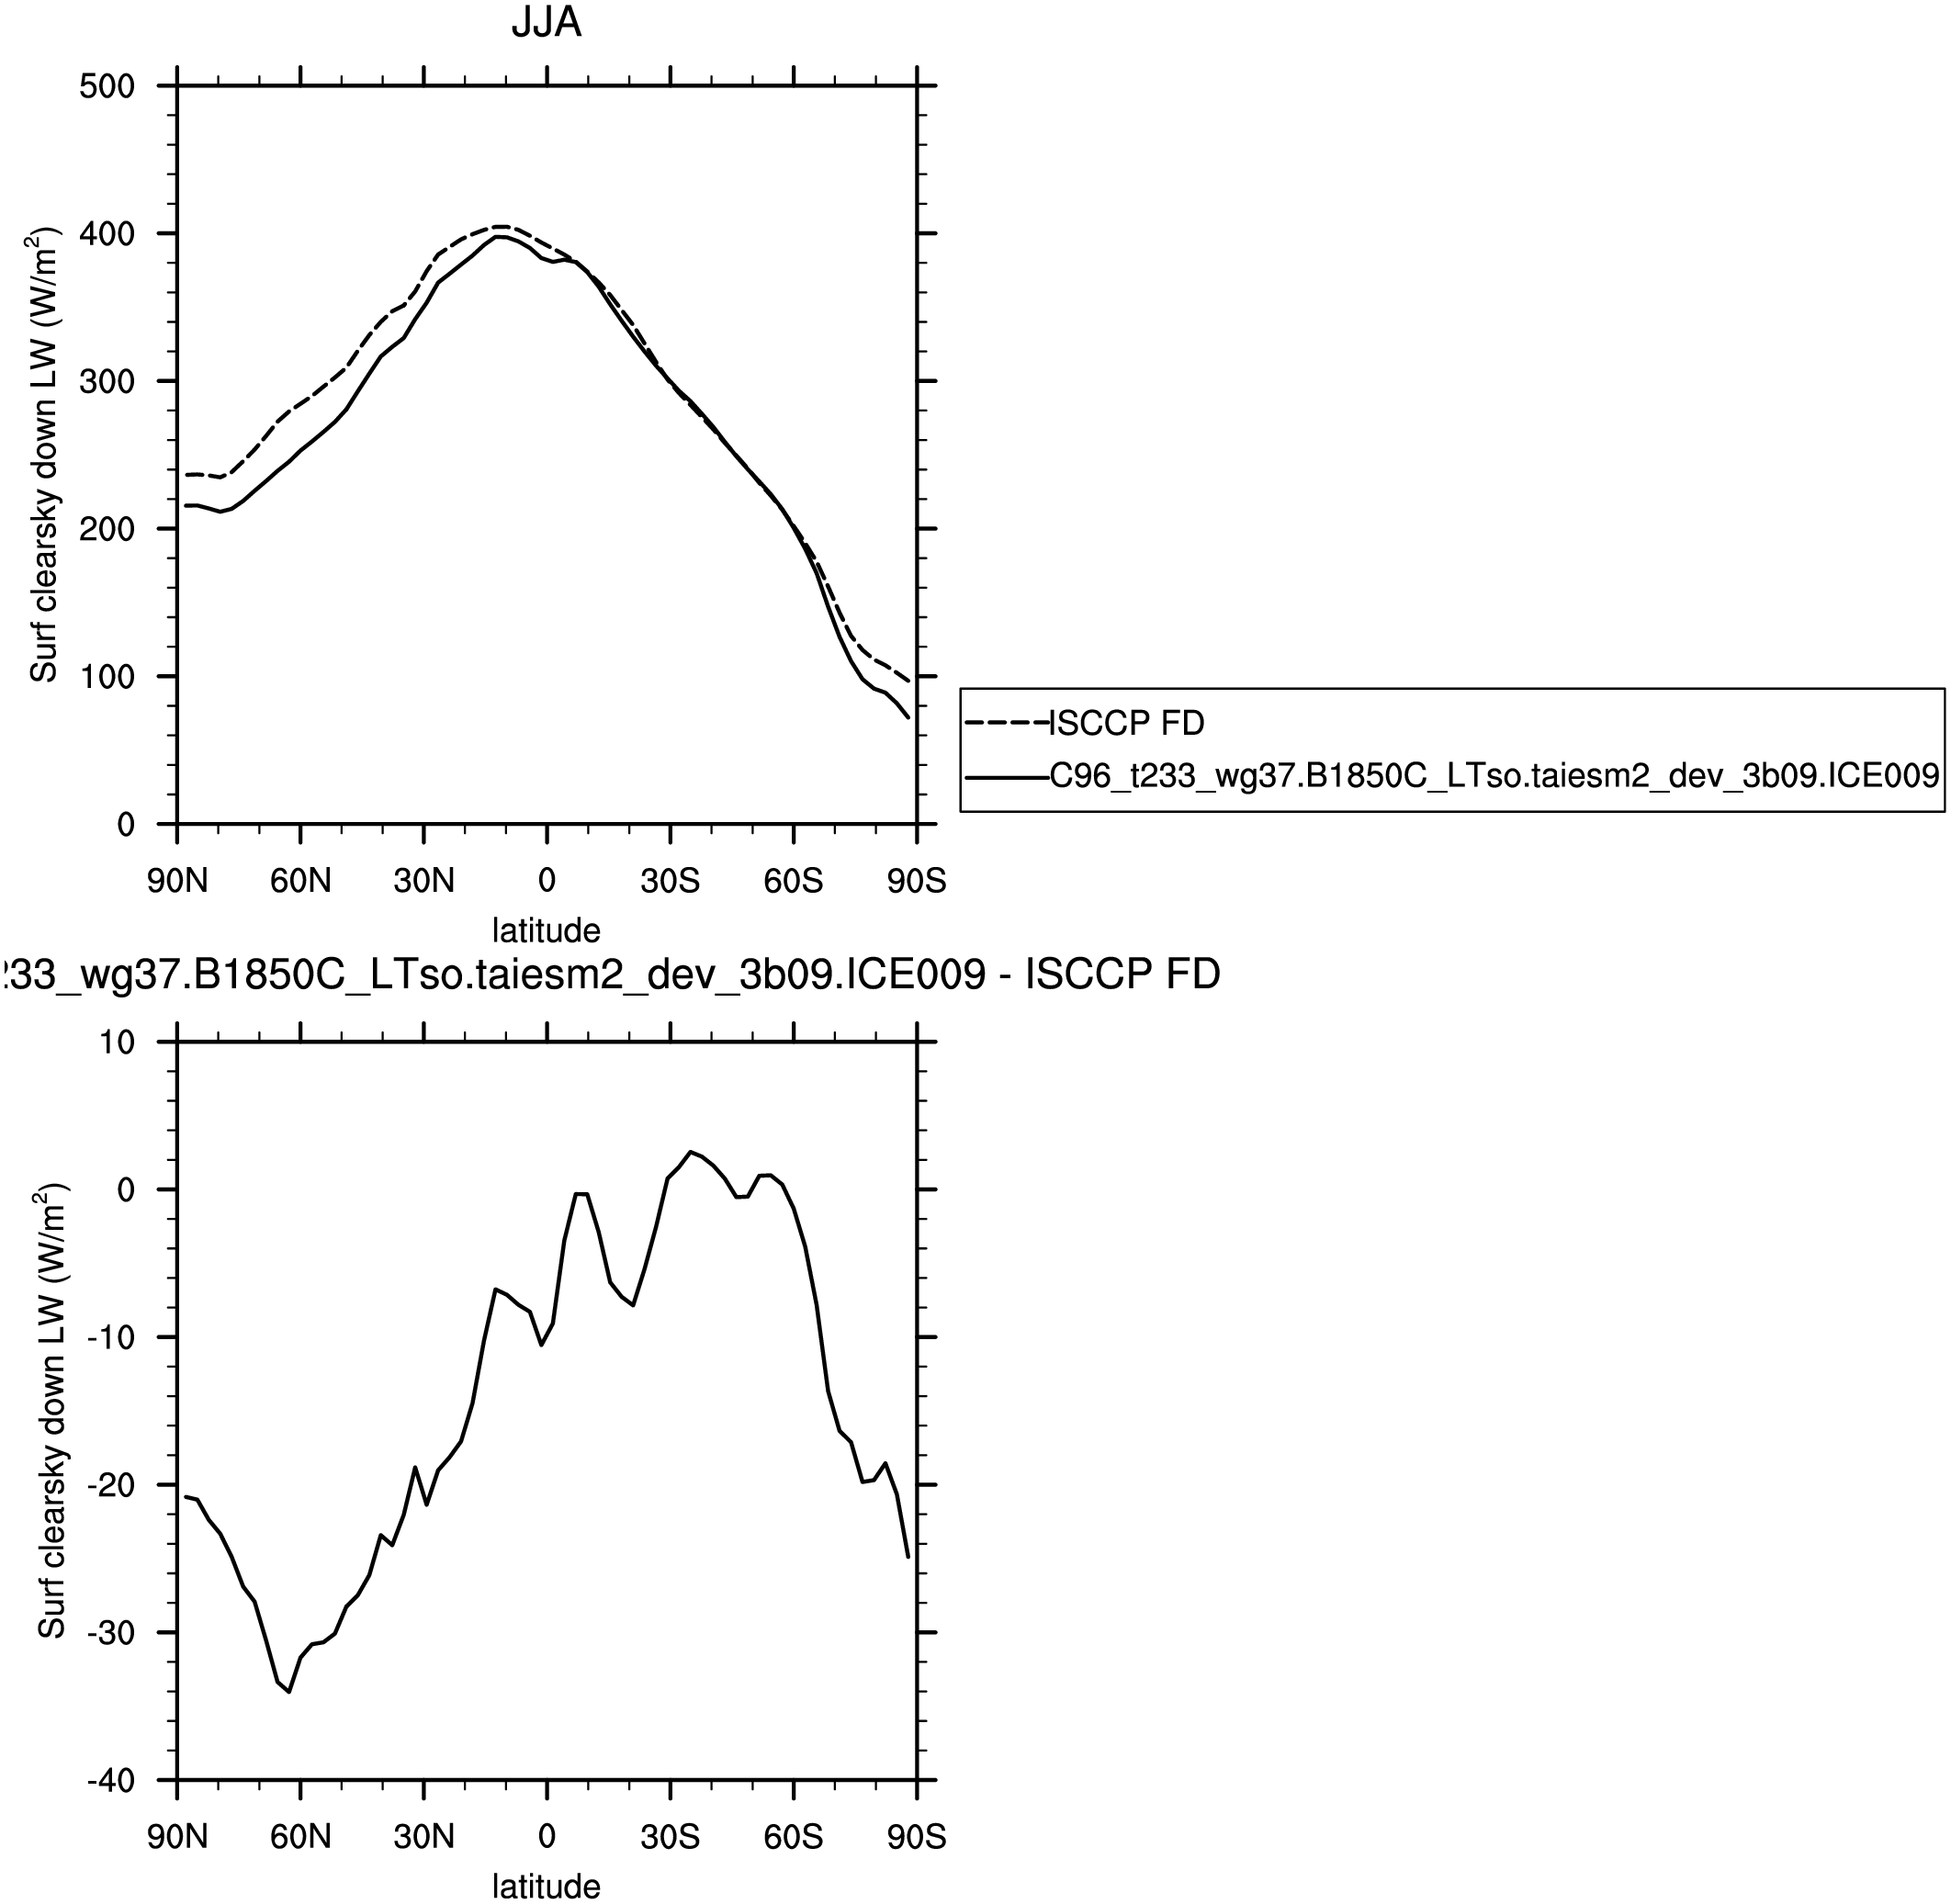 JJA
Surf clearsky down LW (W/m²)
500
400
300
200
100
0
90N 60N 30N 0 30S 60S 90S
latitude
ISCCP FD
C96_t233_wg37.B1850C_LTso.taiesm2_dev_3b09.ICE009
33_wg37.B1850C_LTso.taiesm2_dev_3b09.ICE009 - ISCCP FD
Surf clearsky down LW (W/m²)
10
0
-10
-20
-30
-40
90N 60N 30N 0 30S 60S 90S
latitude